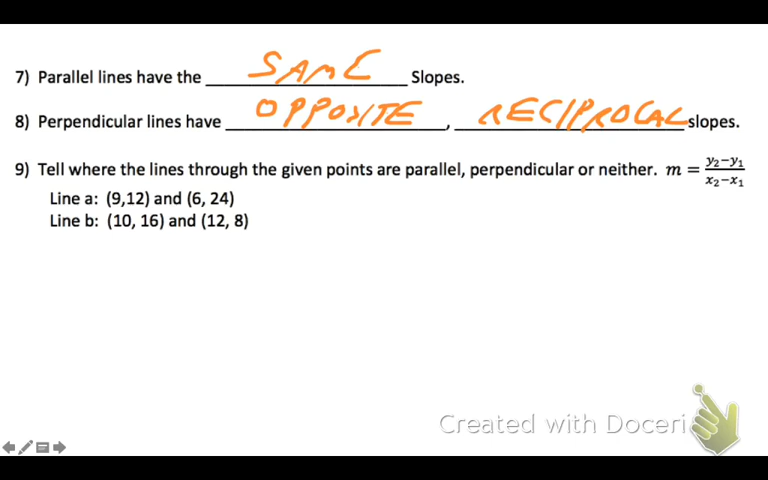 7) Parallel lines have the SAME Slopes.
8) Perpendicular lines have OPPOSITE, RECIPROCAL slopes.
9) Tell where the lines through the given points are parallel, perpendicular or neither. m = y₂−y₁/x₂−x₁
Line a: (9,12) and (6, 24)
Line b: (10, 16) and (12, 8)
Created with Doceri